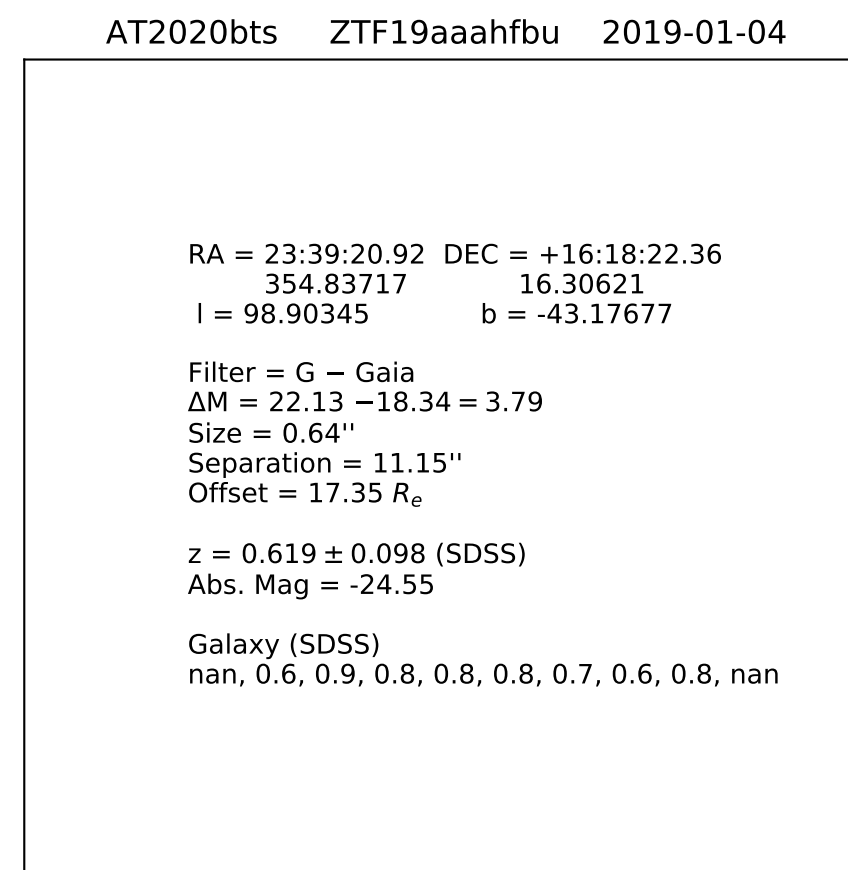 AT2020bts ZTF19aaahfbu 2019-01-04
RA = 23:39:20.92 DEC = +16:18:22.36
354.83717 16.30621
l = 98.90345 b = -43.17677
Filter = G − Gaia
ΔM = 22.13 −18.34 = 3.79
Size = 0.64''
Separation = 11.15''
Offset = 17.35 Rₑ
z = 0.619 ± 0.098 (SDSS)
Abs. Mag = -24.55
Galaxy (SDSS)
nan, 0.6, 0.9, 0.8, 0.8, 0.8, 0.7, 0.6, 0.8, nan